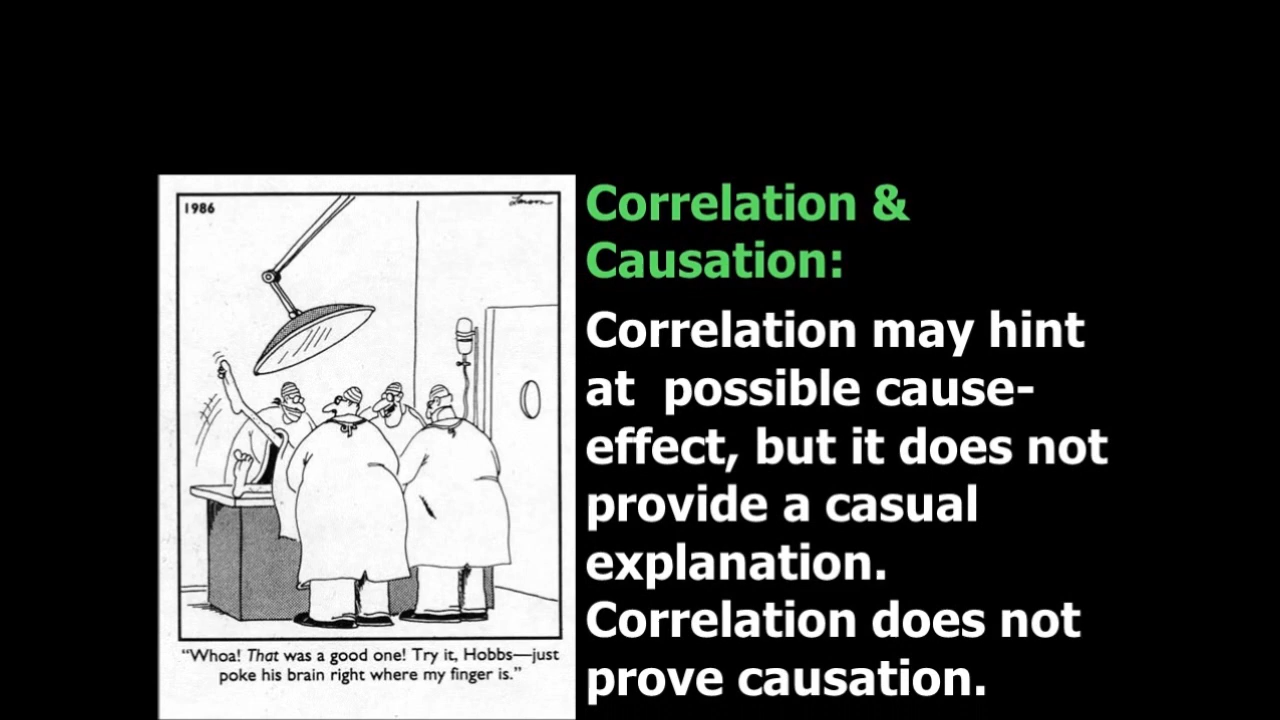 1986
Larson
"Whoa! That was a good one! Try it, Hobbs—just
poke his brain right where my finger is."
Correlation &
Causation:
Correlation may hint
at  possible cause-
effect, but it does not
provide a casual
explanation.
Correlation does not
prove causation.